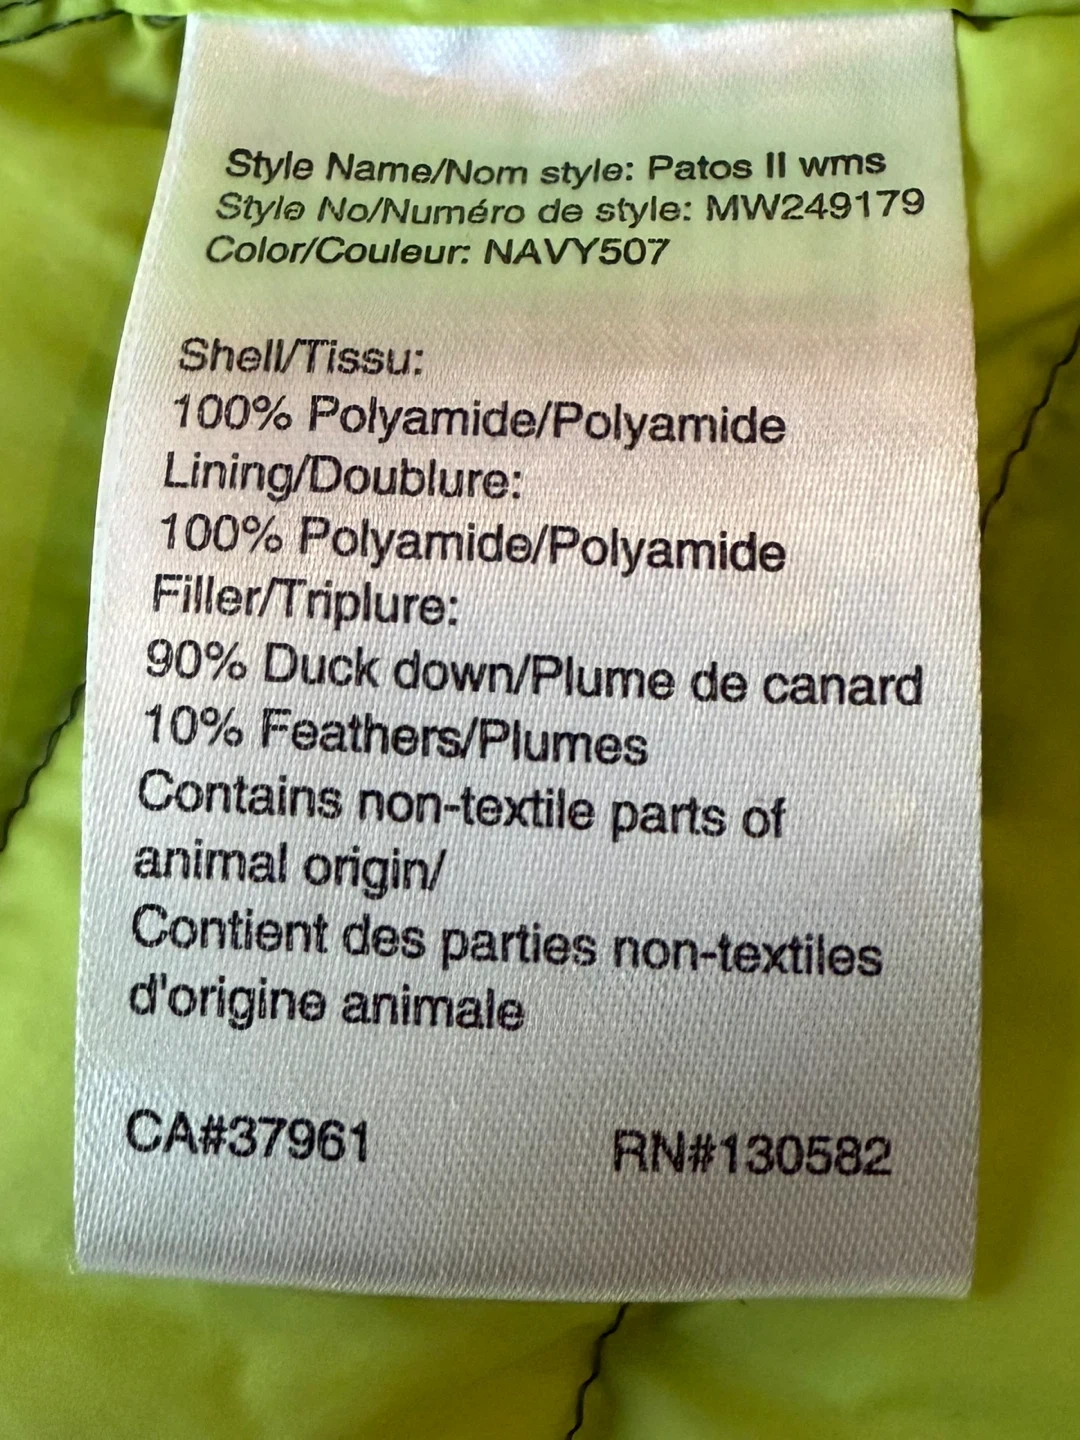 Style Name/Nom style: Patos II wms
Style No/Numéro de style: MW249179
Color/Couleur: NAVY507
Shell/Tissu:
100% Polyamide/Polyamide
Lining/Doublure:
100% Polyamide/Polyamide
Filler/Triplure:
90% Duck down/Plume de canard
10% Feathers/Plumes
Contains non-textile parts of
animal origin/
Contient des parties non-textiles
d'origine animale
CA#37961 RN#130582